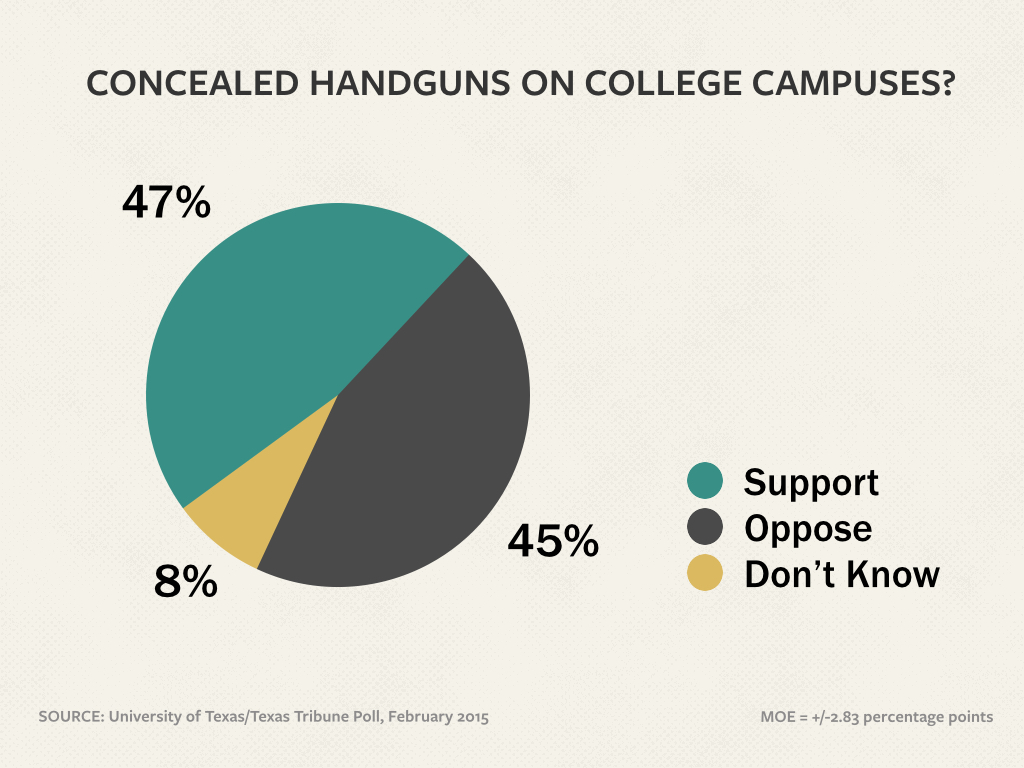 CONCEALED HANDGUNS ON COLLEGE CAMPUSES?
47%
45%
8%
Support
Oppose
Don’t Know
SOURCE: University of Texas/Texas Tribune Poll, February 2015
MOE = +/-2.83 percentage points